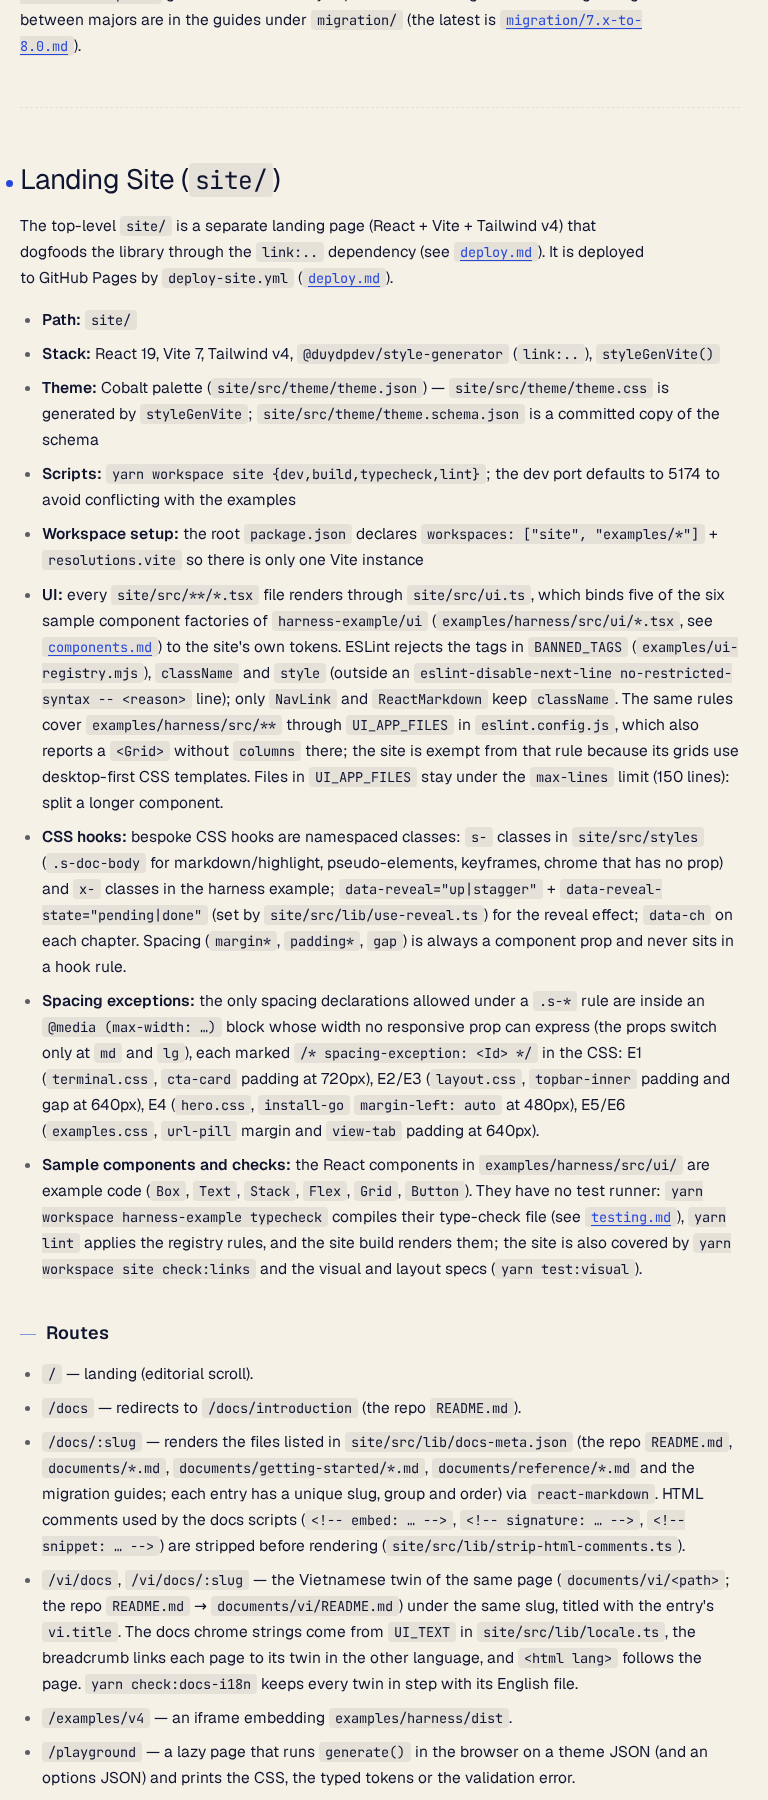 between majors are in the guides under migration/ (the latest is migration/7.x-to-
8.0.md ).
Landing Site ( site/ )
The top-level site/ is a separate landing page (React + Vite + Tailwind v4) that
dogfoods the library through the link:.. dependency (see deploy.md ). It is deployed
to GitHub Pages by deploy-site.yml ( deploy.md ).
Path: site/
Stack: React 19, Vite 7, Tailwind v4, @duydpdev/style-generator ( link:.. ), styleGenVite()
Theme: Cobalt palette ( site/src/theme/theme.json ) — site/src/theme/theme.css is
generated by styleGenVite ; site/src/theme/theme.schema.json is a committed copy of the
schema
Scripts: yarn workspace site {dev,build,typecheck,lint} ; the dev port defaults to 5174 to
avoid conflicting with the examples
Workspace setup: the root package.json declares workspaces: ["site", "examples/*"] +
resolutions.vite so there is only one Vite instance
UI: every site/src/**/*.tsx file renders through site/src/ui.ts , which binds five of the six
sample component factories of harness-example/ui ( examples/harness/src/ui/*.tsx , see
components.md ) to the site's own tokens. ESLint rejects the tags in BANNED_TAGS ( examples/ui-
registry.mjs ), className and style (outside an eslint-disable-next-line no-restricted-
syntax -- <reason> line); only NavLink and ReactMarkdown keep className . The same rules
cover examples/harness/src/** through UI_APP_FILES in eslint.config.js , which also
reports a <Grid> without columns there; the site is exempt from that rule because its grids use
desktop-first CSS templates. Files in UI_APP_FILES stay under the max-lines limit (150 lines):
split a longer component.
CSS hooks: bespoke CSS hooks are namespaced classes: s- classes in site/src/styles
( .s-doc-body for markdown/highlight, pseudo-elements, keyframes, chrome that has no prop)
and x- classes in the harness example; data-reveal="up|stagger" + data-reveal-
state="pending|done" (set by site/src/lib/use-reveal.ts ) for the reveal effect; data-ch on
each chapter. Spacing ( margin* , padding* , gap ) is always a component prop and never sits in
a hook rule.
Spacing exceptions: the only spacing declarations allowed under a .s-* rule are inside an
@media (max-width: …) block whose width no responsive prop can express (the props switch
only at md and lg ), each marked /* spacing-exception: <Id> */ in the CSS: E1
( terminal.css , cta-card padding at 720px), E2/E3 ( layout.css , topbar-inner padding and
gap at 640px), E4 ( hero.css , install-go margin-left: auto at 480px), E5/E6
( examples.css , url-pill margin and view-tab padding at 640px).
Sample components and checks: the React components in examples/harness/src/ui/ are
example code ( Box , Text , Stack , Flex , Grid , Button ). They have no test runner: yarn
workspace harness-example typecheck compiles their type-check file (see testing.md ), yarn
lint applies the registry rules, and the site build renders them; the site is also covered by yarn
workspace site check:links and the visual and layout specs ( yarn test:visual ).
— Routes
/ — landing (editorial scroll).
/docs — redirects to /docs/introduction (the repo README.md ).
/docs/:slug — renders the files listed in site/src/lib/docs-meta.json (the repo README.md ,
documents/*.md , documents/getting-started/*.md , documents/reference/*.md and the
migration guides; each entry has a unique slug, group and order) via react-markdown . HTML
comments used by the docs scripts ( <!-- embed: … --> , <!-- signature: … --> , <!--
snippet: … --> ) are stripped before rendering ( site/src/lib/strip-html-comments.ts ).
/vi/docs , /vi/docs/:slug — the Vietnamese twin of the same page ( documents/vi/<path> ;
the repo README.md → documents/vi/README.md ) under the same slug, titled with the entry's
vi.title . The docs chrome strings come from UI_TEXT in site/src/lib/locale.ts , the
breadcrumb links each page to its twin in the other language, and <html lang> follows the
page. yarn check:docs-i18n keeps every twin in step with its English file.
/examples/v4 — an iframe embedding examples/harness/dist .
/playground — a lazy page that runs generate() in the browser on a theme JSON (and an
options JSON) and prints the CSS, the typed tokens or the validation error.